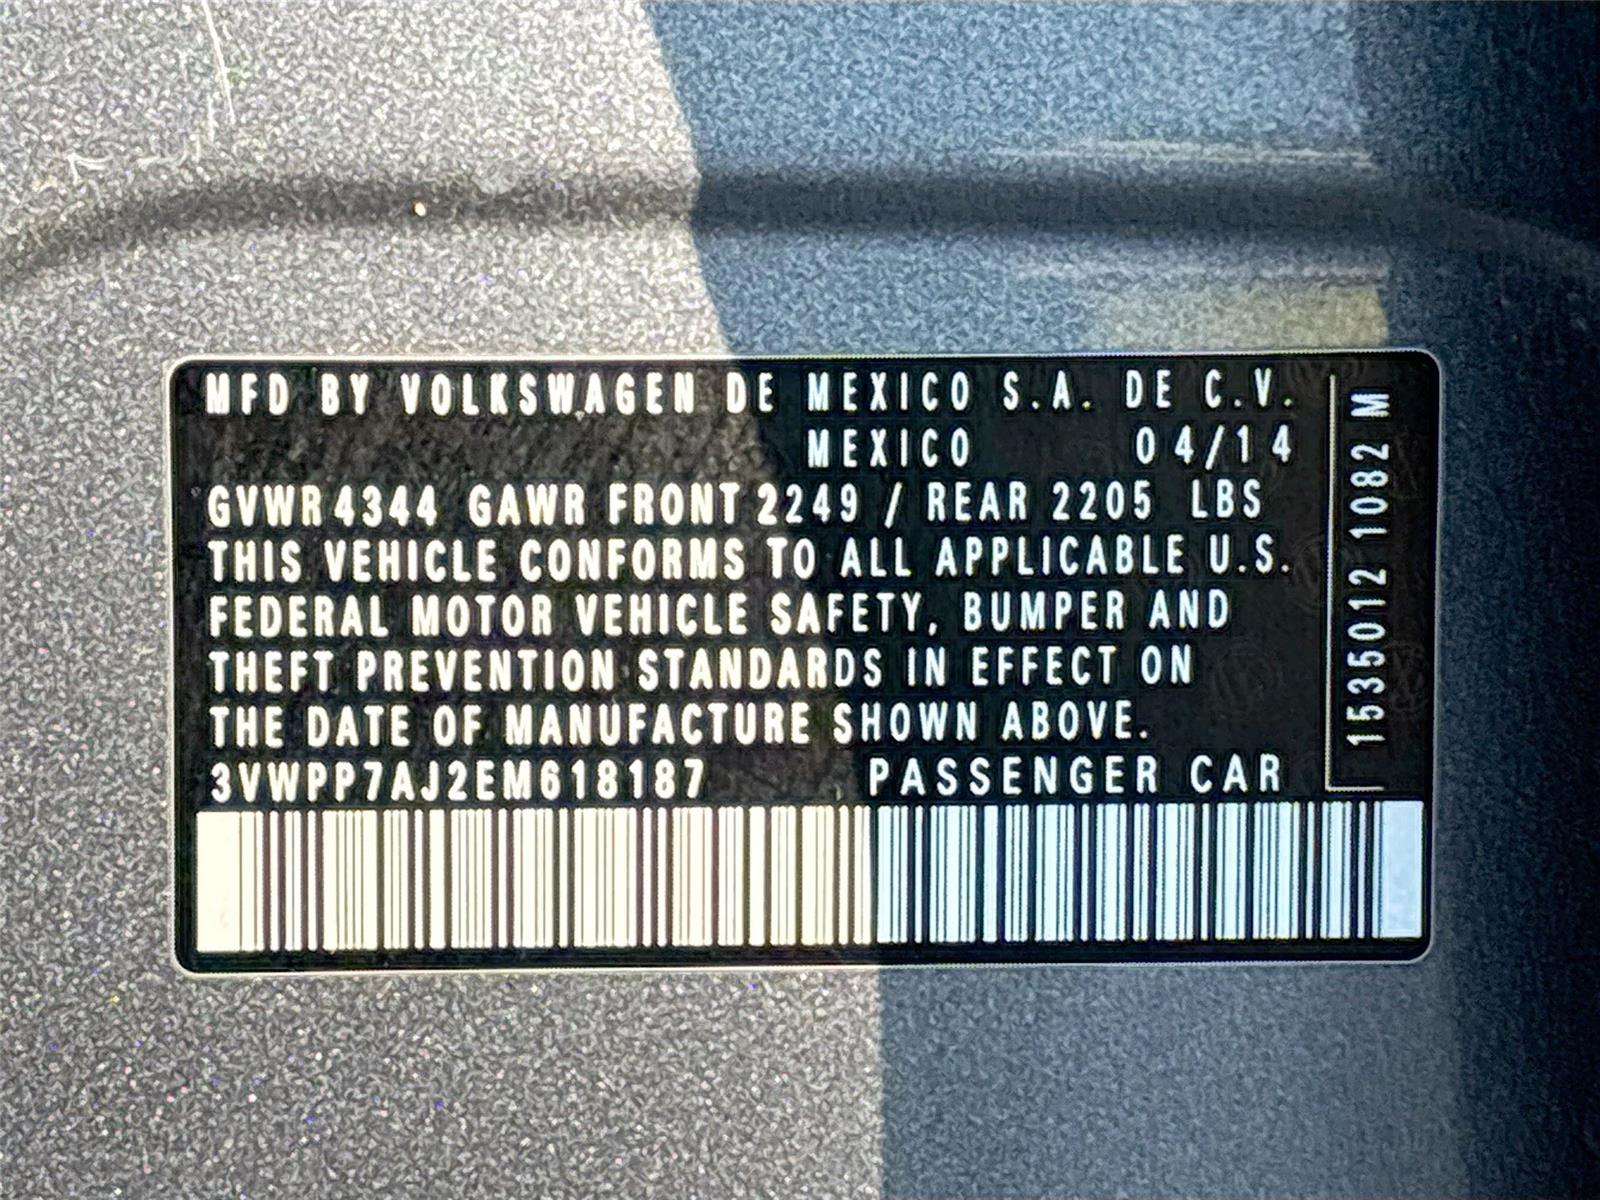 MFD BY VOLKSWAGEN DE MEXICO S.A. DE C.V.
MEXICO 04/14
GVWR 4344 GAWR FRONT 2249 / REAR 2205 LBS
THIS VEHICLE CONFORMS TO ALL APPLICABLE U.S.
FEDERAL MOTOR VEHICLE SAFETY, BUMPER AND
THEFT PREVENTION STANDARDS IN EFFECT ON
THE DATE OF MANUFACTURE SHOWN ABOVE.
3VWPP7AJ2EM618187 PASSENGER CAR
1535012 1082 M